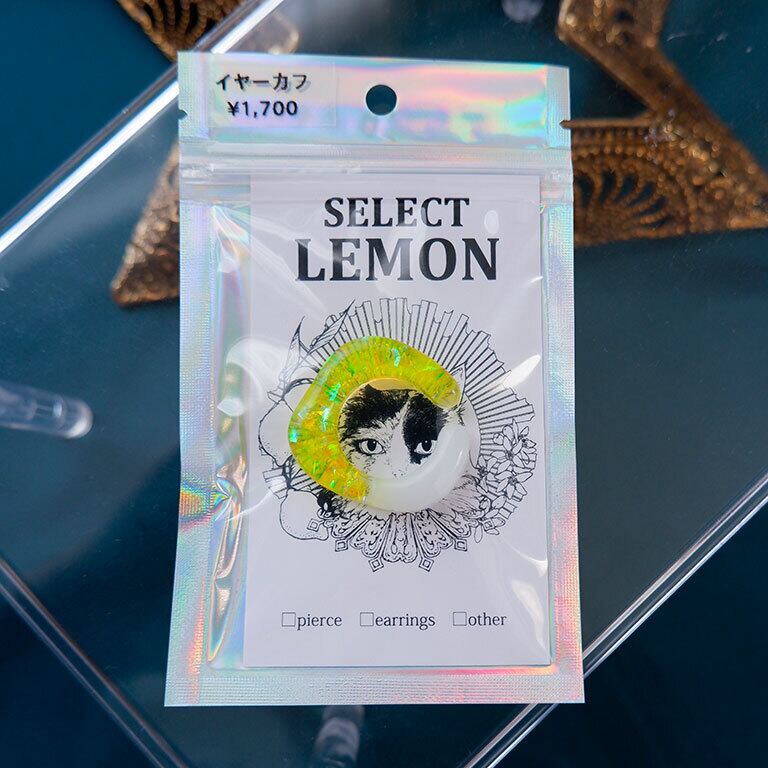 イヤーカフ
¥1,700
SELECT
LEMON
☐pierce ☐earrings ☐other